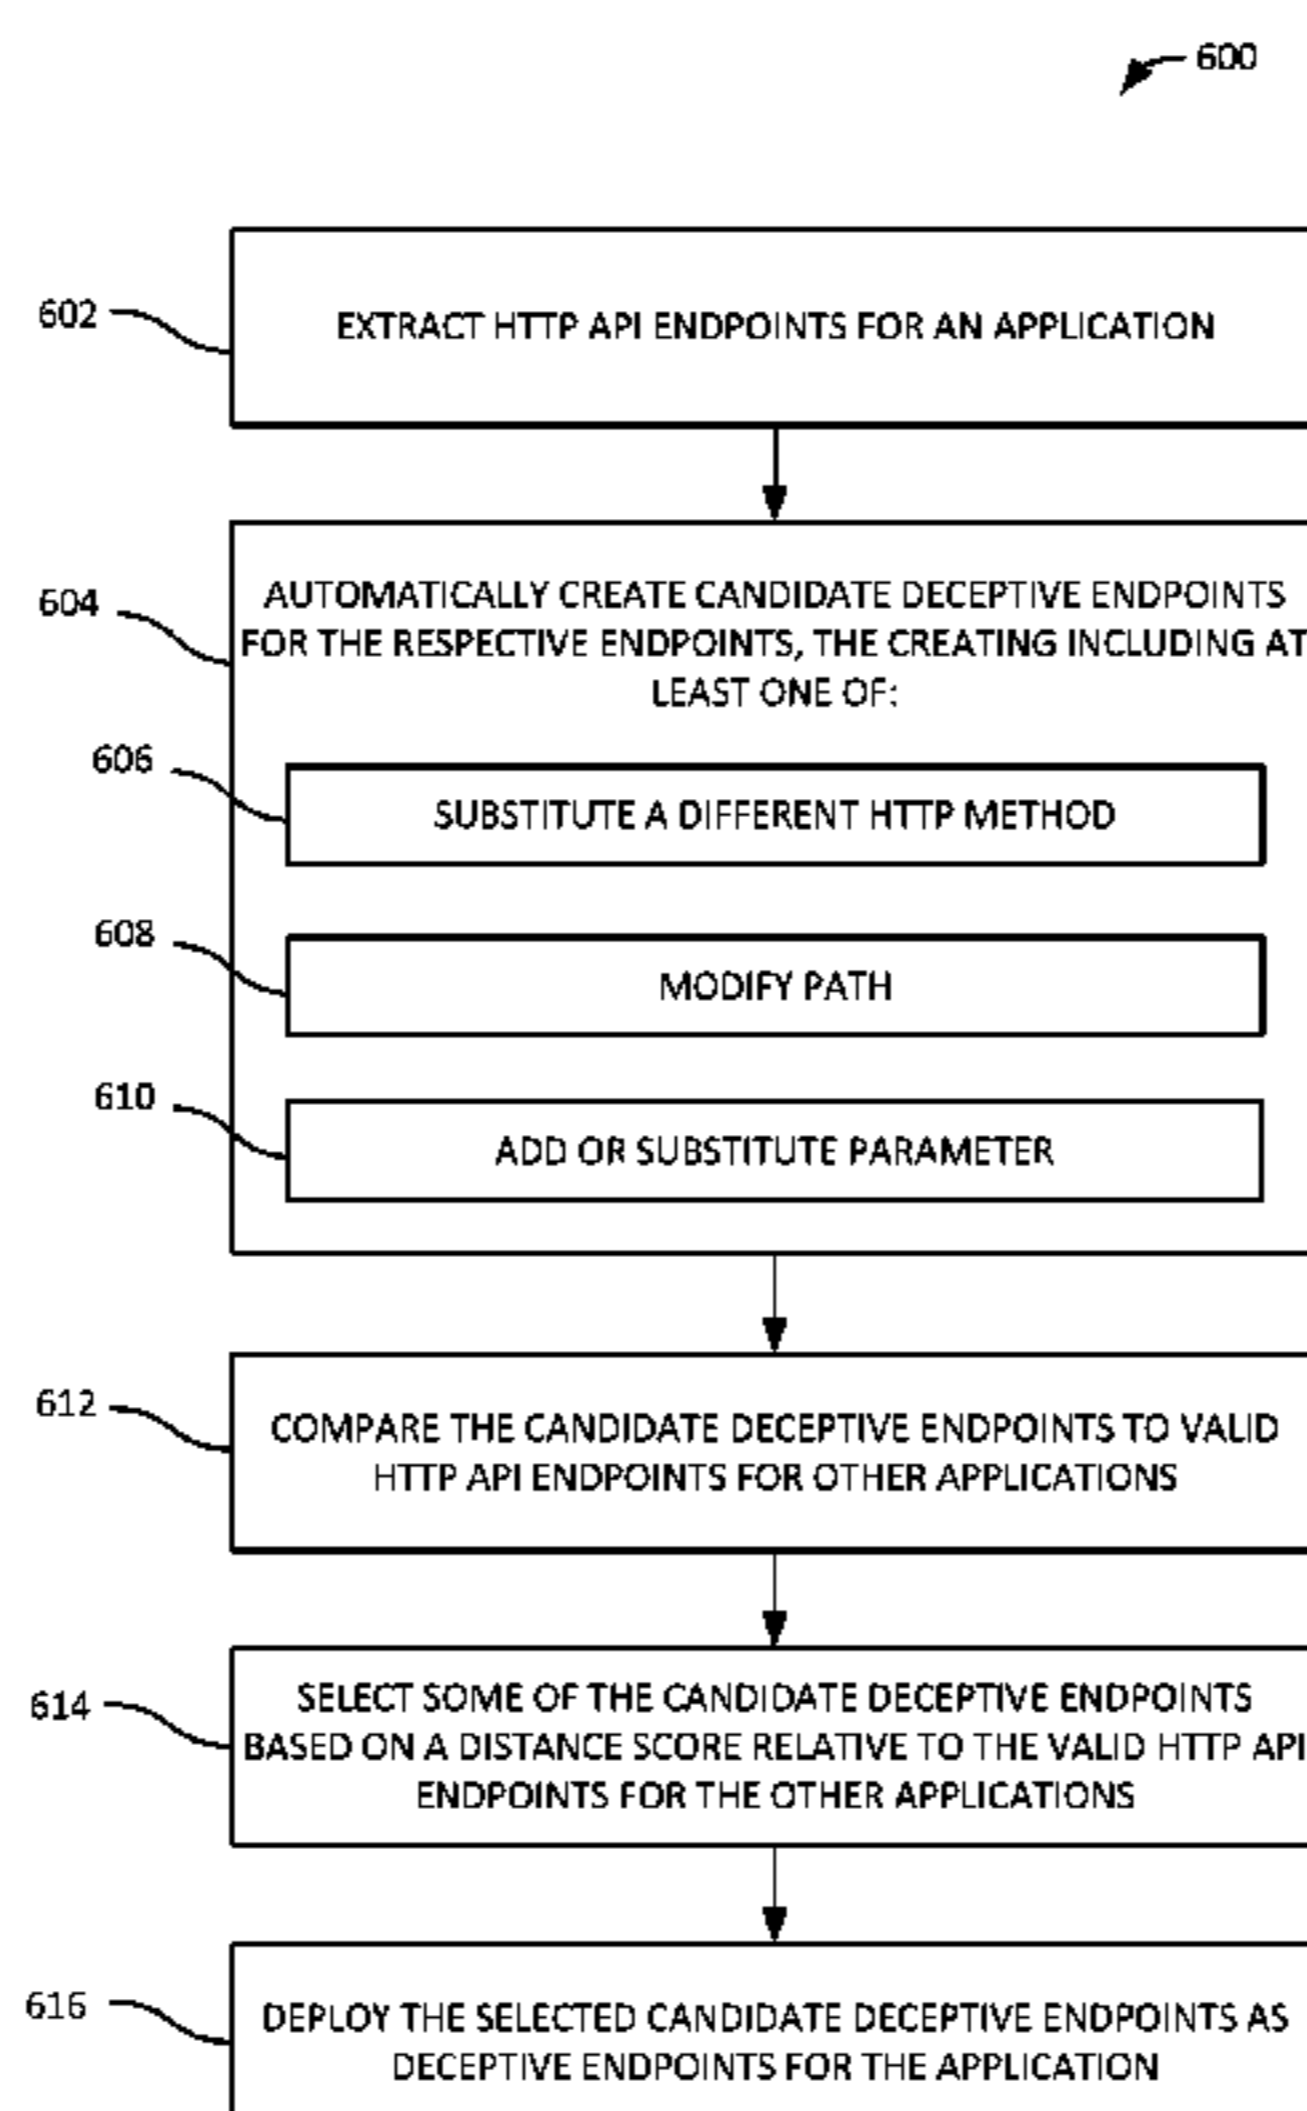 600
602
EXTRACT HTTP API ENDPOINTS FOR AN APPLICATION
604
AUTOMATICALLY CREATE CANDIDATE DECEPTIVE ENDPOINTS
FOR THE RESPECTIVE ENDPOINTS, THE CREATING INCLUDING AT
LEAST ONE OF:
606
SUBSTITUTE A DIFFERENT HTTP METHOD
608
MODIFY PATH
610
ADD OR SUBSTITUTE PARAMETER
612
COMPARE THE CANDIDATE DECEPTIVE ENDPOINTS TO VALID
HTTP API ENDPOINTS FOR OTHER APPLICATIONS
614
SELECT SOME OF THE CANDIDATE DECEPTIVE ENDPOINTS
BASED ON A DISTANCE SCORE RELATIVE TO THE VALID HTTP API
ENDPOINTS FOR THE OTHER APPLICATIONS
616
DEPLOY THE SELECTED CANDIDATE DECEPTIVE ENDPOINTS AS
DECEPTIVE ENDPOINTS FOR THE APPLICATION